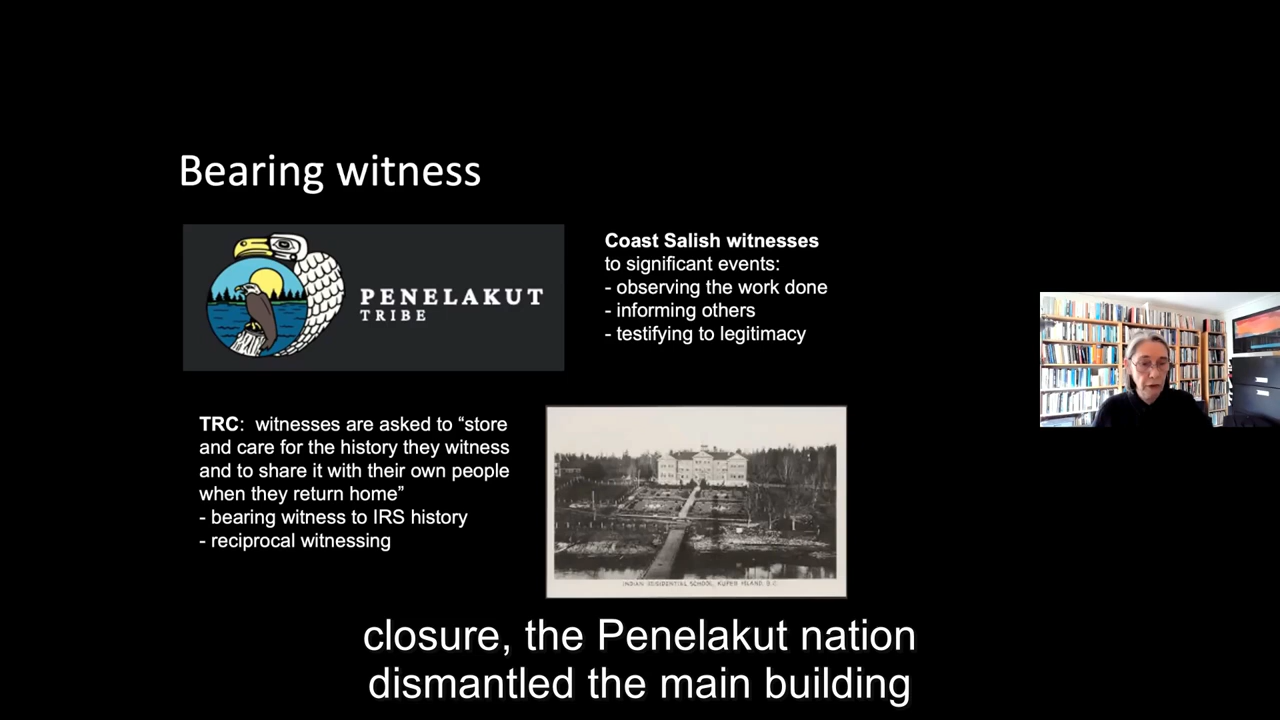 Bearing witness
PENELAKUT
TRIBE
Coast Salish witnesses
to significant events:
- observing the work done
- informing others
- testifying to legitimacy
TRC:  witnesses are asked to “store
and care for the history they witness
and to share it with their own people
when they return home”
- bearing witness to IRS history
- reciprocal witnessing
INDIAN RESIDENTIAL SCHOOL, KUPER ISLAND, B.C.
closure, the Penelakut nation
dismantled the main building